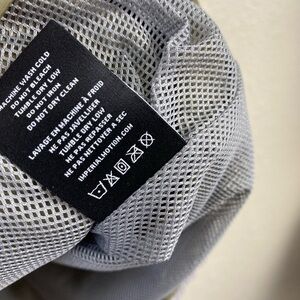 MACHINE WASH COLD
DO NOT BLEACH
TUMBLE DRY LOW
DO NOT IRON
DO NOT DRY CLEAN
LAVAGE EN MACHINE A FROID
NE PAS JAVELLISER
TUMBLE DRY LOW
NE PAS REPASSER
NE PAS NETTOYER A SEC
IMPERIALMOTION.COM